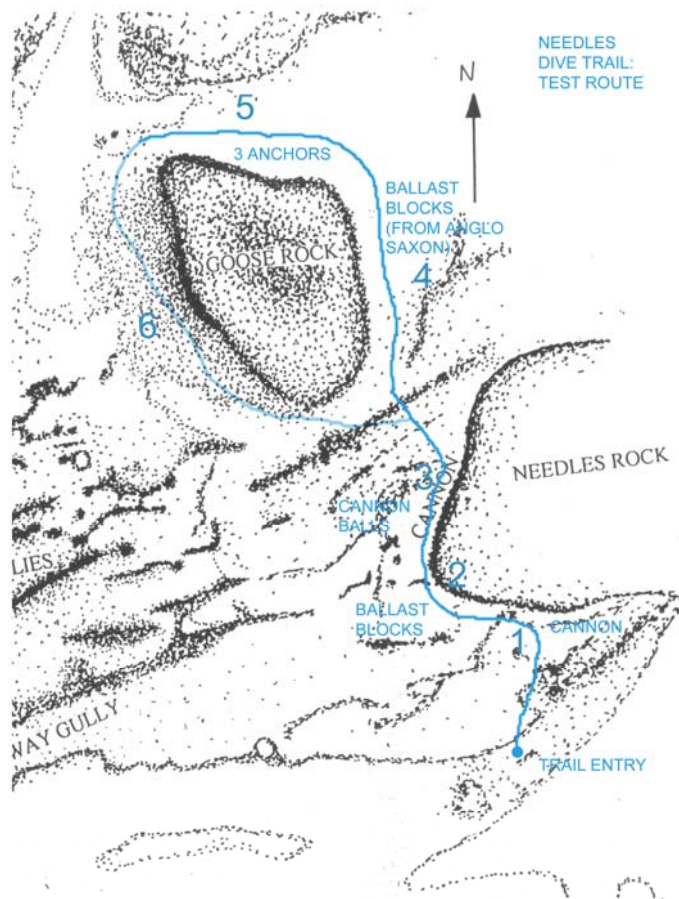 NEEDLES
DIVE TRAIL:
TEST ROUTE
N
5
3 ANCHORS
BALLAST
BLOCKS
(FROM ANGLO
SAXON)
GOOSE ROCK
4
6
NEEDLES ROCK
3
CANNON
CANNON
BALLS
LIES
2
BALLAST
BLOCKS
1
CANNON
WAY GULLY
TRAIL ENTRY